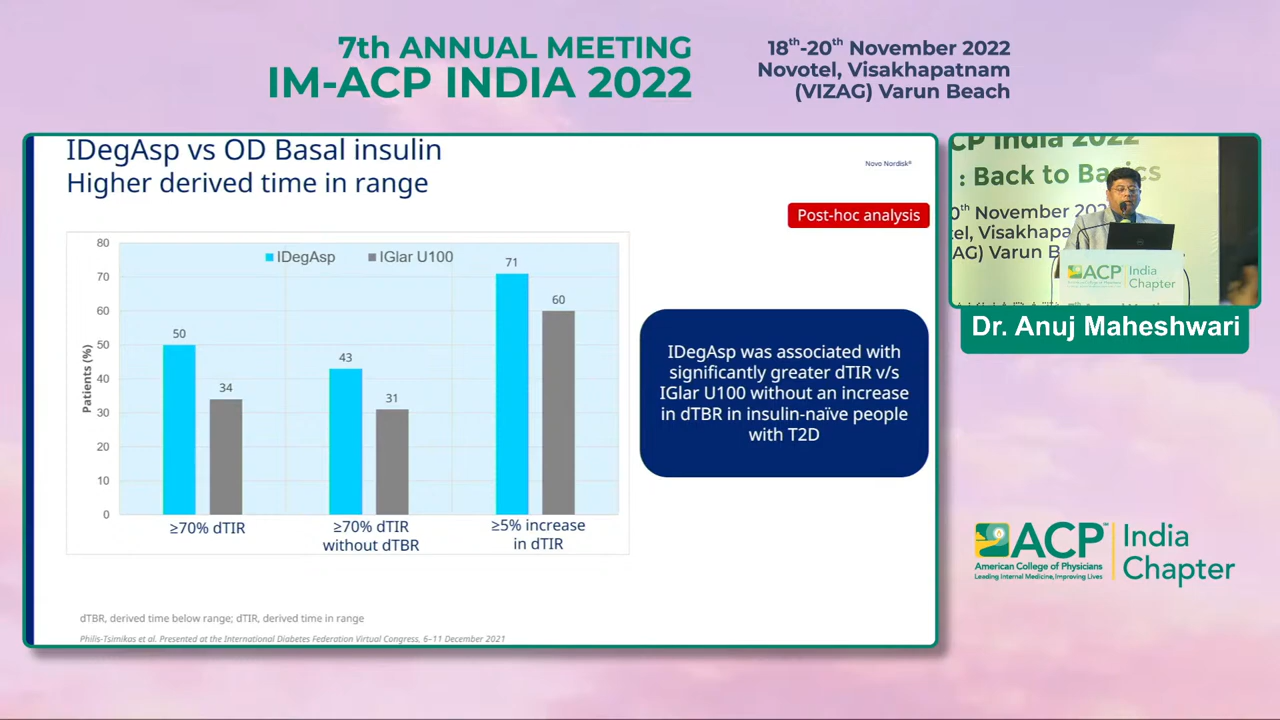 7th ANNUAL MEETING
IM-ACP INDIA 2022
18th-20th November 2022
Novotel, Visakhapatnam
(VIZAG) Varun Beach
IDegAsp vs OD Basal insulin
Higher derived time in range
Novo Nordisk®
Post-hoc analysis
IDegAsp
IGlar U100
Patients (%)
80
70
60
50
40
30
20
10
0
50
34
43
31
71
60
≥70% dTIR
≥70% dTIR
without dTBR
≥5% increase
in dTIR
IDegAsp was associated with
significantly greater dTIR v/s
IGlar U100 without an increase
in dTBR in insulin-naïve people
with T2D
dTBR, derived time below range; dTIR, derived time in range
Philis-Tsimikas et al. Presented at the International Diabetes Federation Virtual Congress, 6–11 December 2021
CP India 2022
: Back to Basics
0th November 202
tel, Visakhapa
AG) Varun B
ACP India
Chapter
Dr. Anuj Maheshwari
ACP™
American College of Physicians
Leading Internal Medicine, Improving Lives
India
Chapter